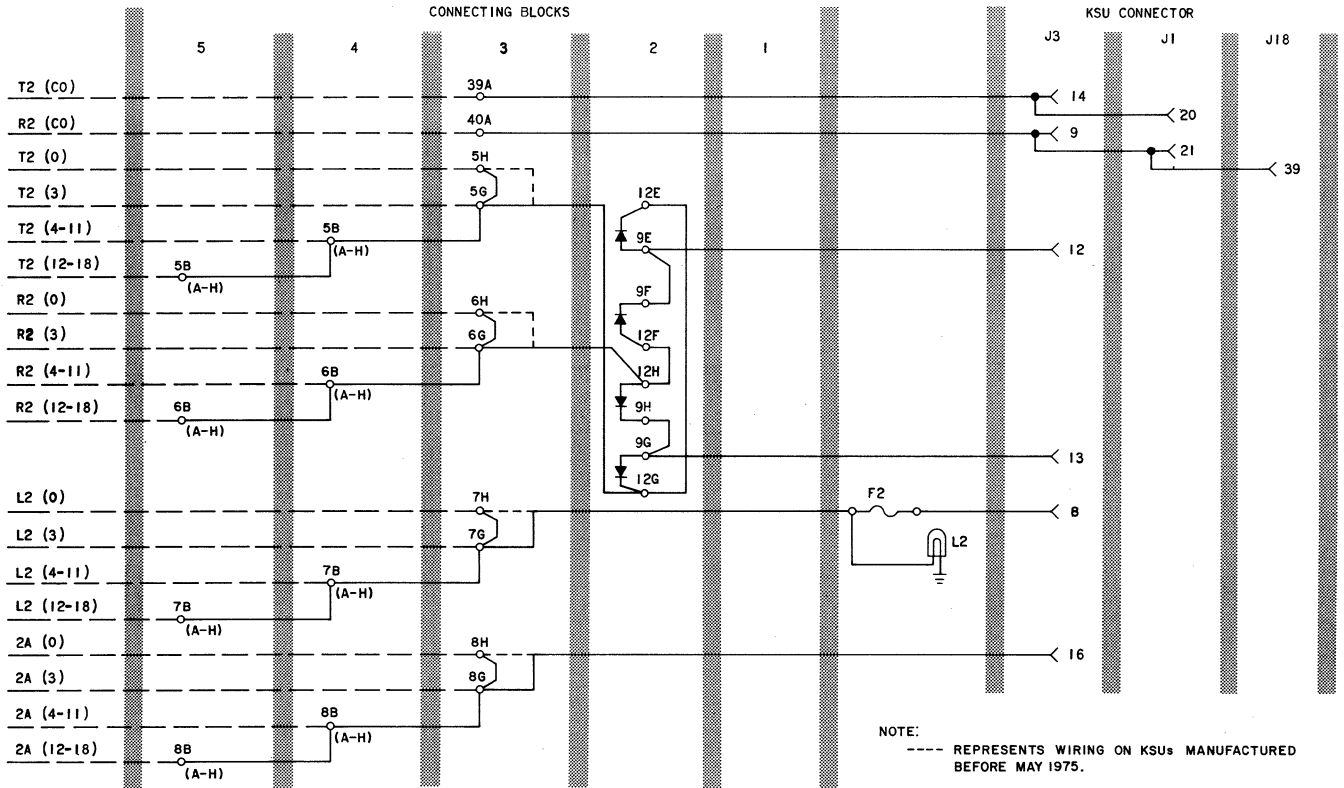 CONNECTING BLOCKS
KSU CONNECTOR
5 4 3 2 1 J3 J1 J18
T2 (CO) 39A 14
20
R2 (CO) 40A 9
21
T2 (0) 5H 39
T2 (3) 5G 12E
T2 (4-11) 5B 9E 12
(A-H)
T2 (12-18) 5B
(A-H)
R2 (0) 6H 9F
R2 (3) 6G 12F
R2 (4-11) 6B 12H
(A-H)
R2 (12-18) 6B 9H
(A-H)
9G 13
12G
L2 (0) 7H F2 8
L2 (3) 7G L2
L2 (4-11) 7B
(A-H)
L2 (12-18) 7B
(A-H)
2A (0) 8H 16
2A (3) 8G
2A (4-11) 8B
(A-H)
2A (12-18) 8B
(A-H)
NOTE:
---- REPRESENTS WIRING ON KSUs MANUFACTURED
BEFORE MAY 1975.